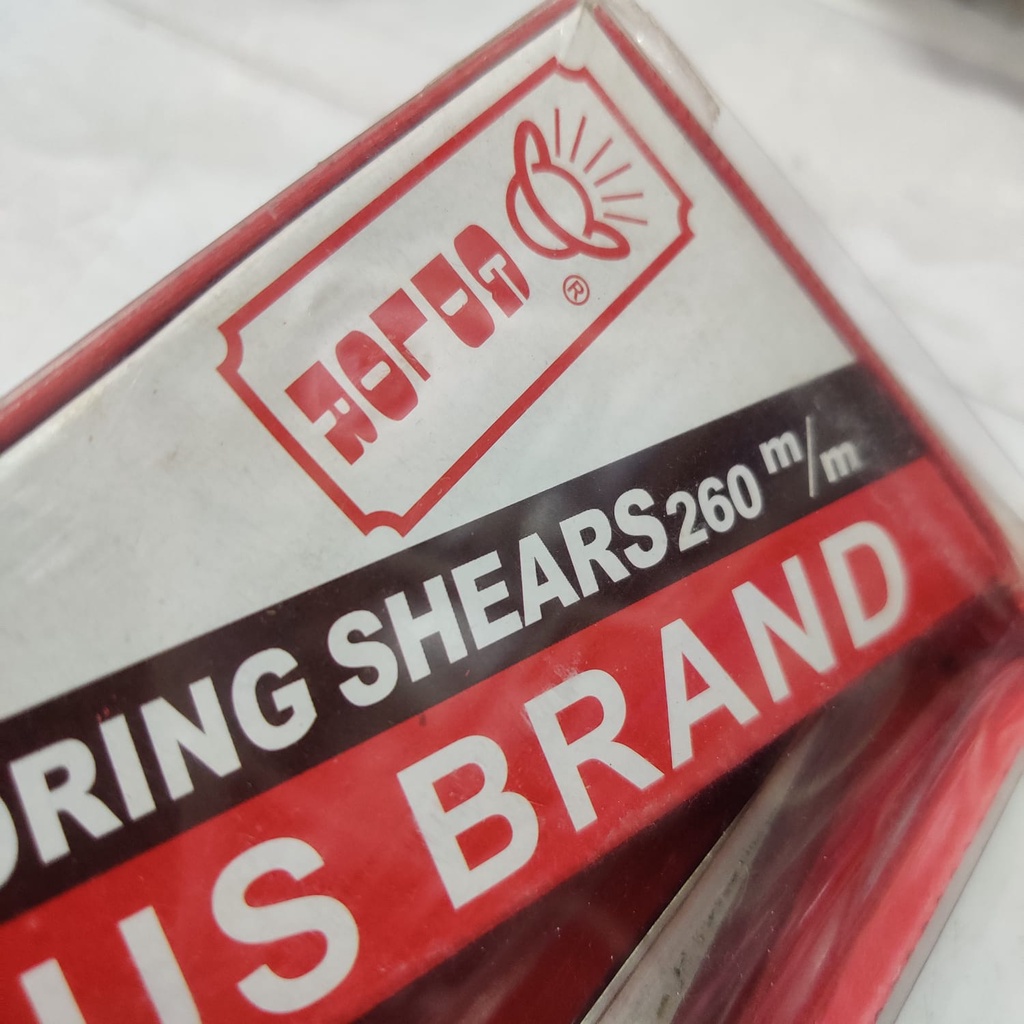 ®
ORING SHEARS 260 m/m
US BRAND